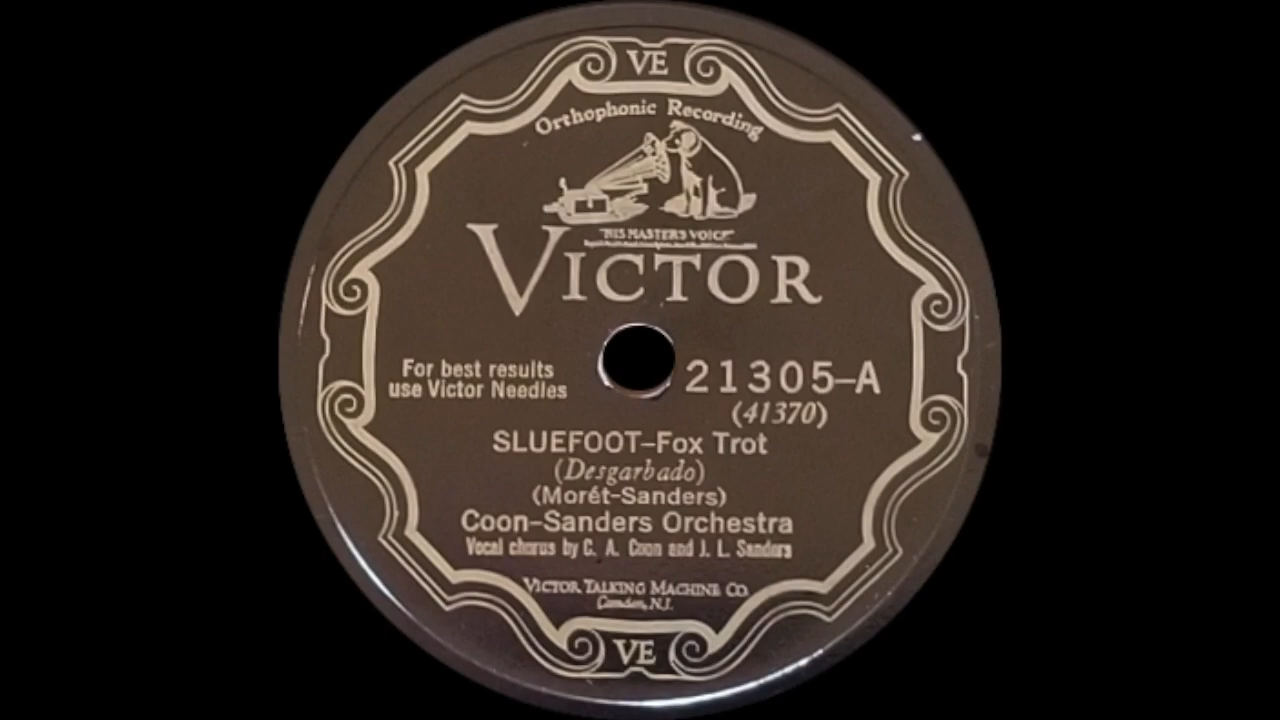 VE
Orthophonic Recording
"HIS MASTER'S VOICE"
VICTOR
For best results
use Victor Needles
21305-A
(41370)
SLUEFOOT–Fox Trot
(Desgarbado)
(Morét-Sanders)
Coon-Sanders Orchestra
Vocal chorus by C. A. Coon and J. L. Sanders
VICTOR TALKING MACHINE CO.
Camden, N.J.
VE